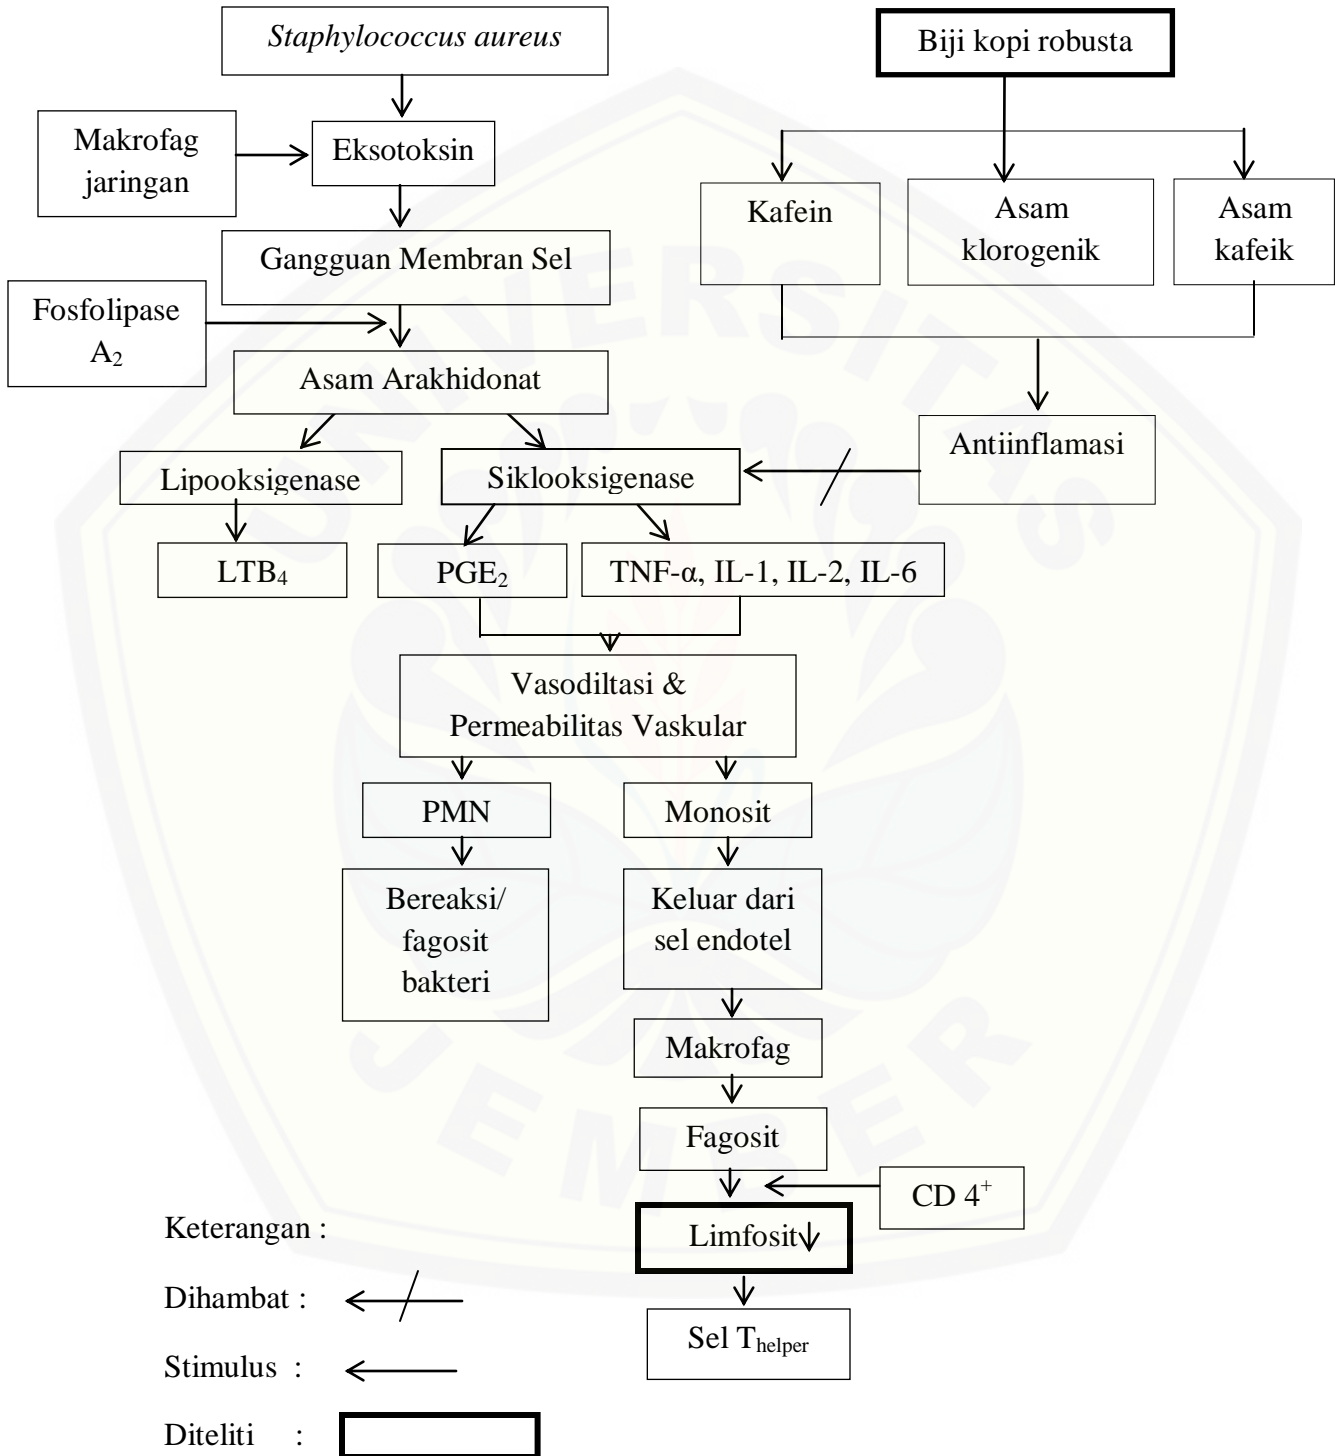 Staphylococcus aureus
Biji kopi robusta
Makrofag
jaringan
Eksotoksin
Kafein
Asam
klorogenik
Asam
kafeik
Gangguan Membran Sel
Fosfolipase
A₂
Asam Arakhidonat
Antiinflamasi
Lipooksigenase
Siklooksigenase
LTB₄
PGE₂
TNF-α, IL-1, IL-2, IL-6
Vasodiltasi &
Permeabilitas Vaskular
PMN
Monosit
Bereaksi/
fagosit
bakteri
Keluar dari
sel endotel
Makrofag
Fagosit
CD 4⁺
Limfosit↓
Sel Thelper
Keterangan :
Dihambat :
Stimulus :
Diteliti :
UNIVERSITAS
JEMBER